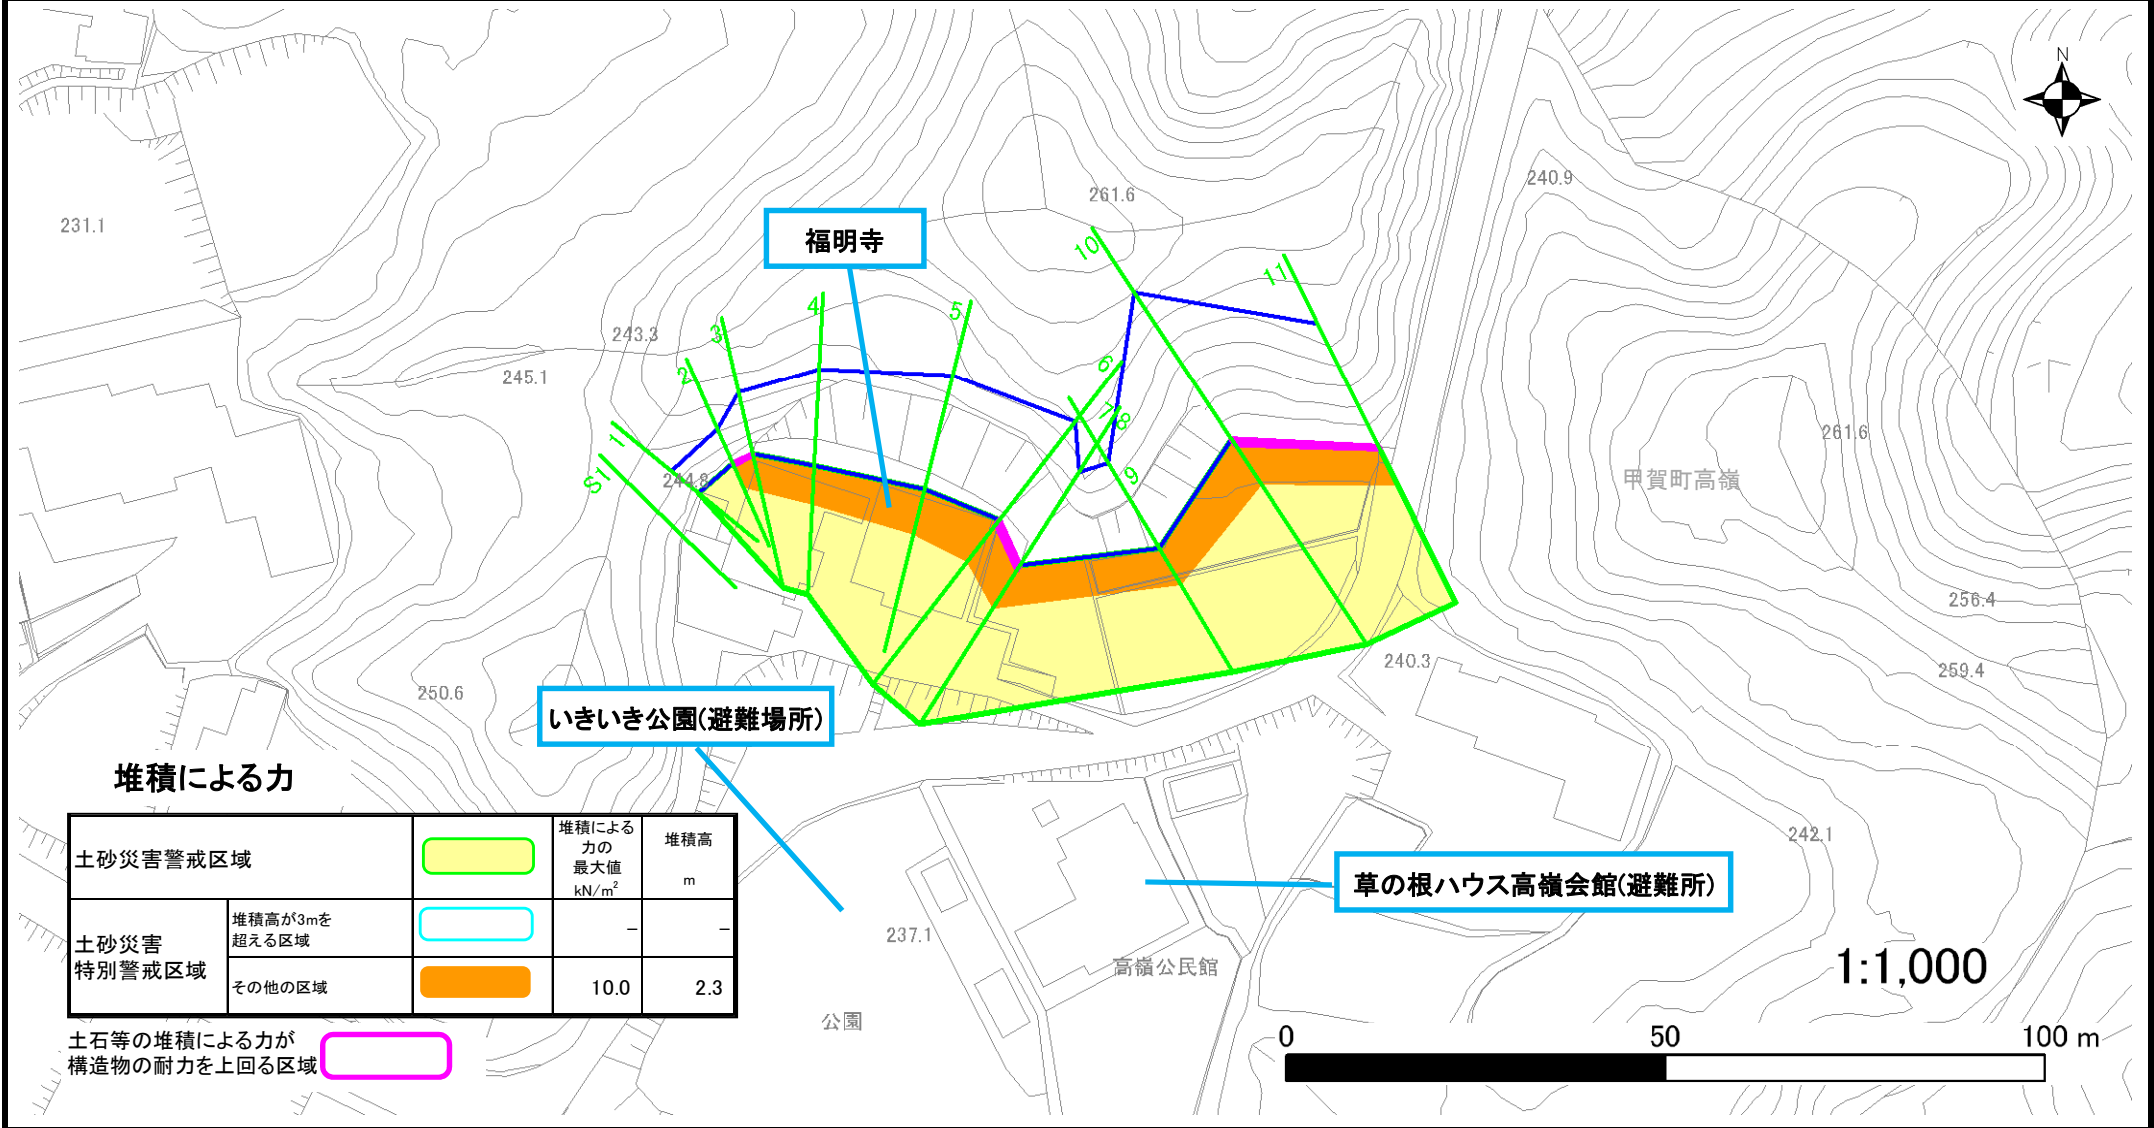 N
240.9
261.6
231.1
福明寺
10
11
4
5
3
243.3
2
6
245.1
7
8
1
261.6
9
甲賀町高嶺
S1
244.8
256.4
240.3
259.4
250.6
いきいき公園(避難場所)
堆積による力
土砂災害警戒区域
堆積による
力の
最大値
kN/m²
堆積高
m
土砂災害
特別警戒区域
堆積高が3mを
超える区域
－
－
その他の区域
10.0
2.3
土石等の堆積による力が
構造物の耐力を上回る区域
242.1
草の根ハウス高嶺会館(避難所)
237.1
高嶺公民館
公園
1:1,000
0
50
100 m